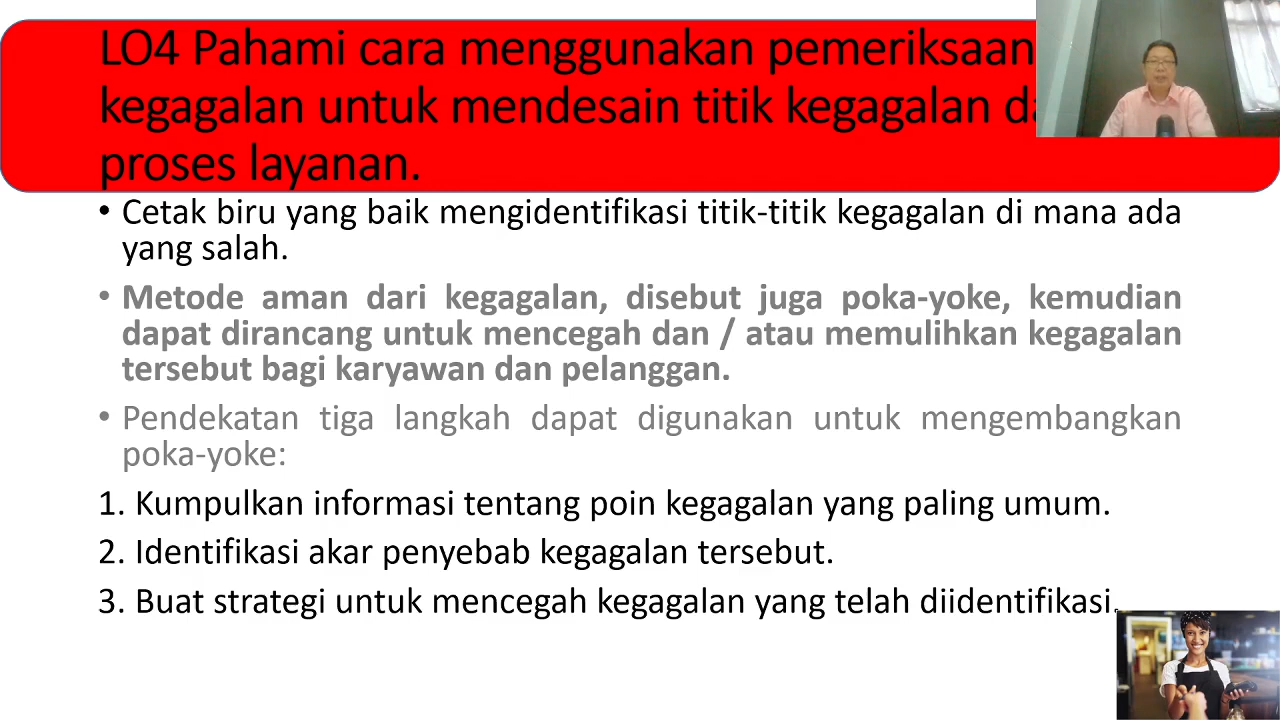 LO4 Pahami cara menggunakan pemeriksaan
kegagalan untuk mendesain titik kegagalan
proses layanan.
• Cetak biru yang baik mengidentifikasi titik-titik kegagalan di mana ada
yang salah.
• Metode aman dari kegagalan, disebut juga poka-yoke, kemudian
dapat dirancang untuk mencegah dan / atau memulihkan kegagalan
tersebut bagi karyawan dan pelanggan.
• Pendekatan tiga langkah dapat digunakan untuk mengembangkan
poka-yoke:
1. Kumpulkan informasi tentang poin kegagalan yang paling umum.
2. Identifikasi akar penyebab kegagalan tersebut.
3. Buat strategi untuk mencegah kegagalan yang telah diidentifikasi.